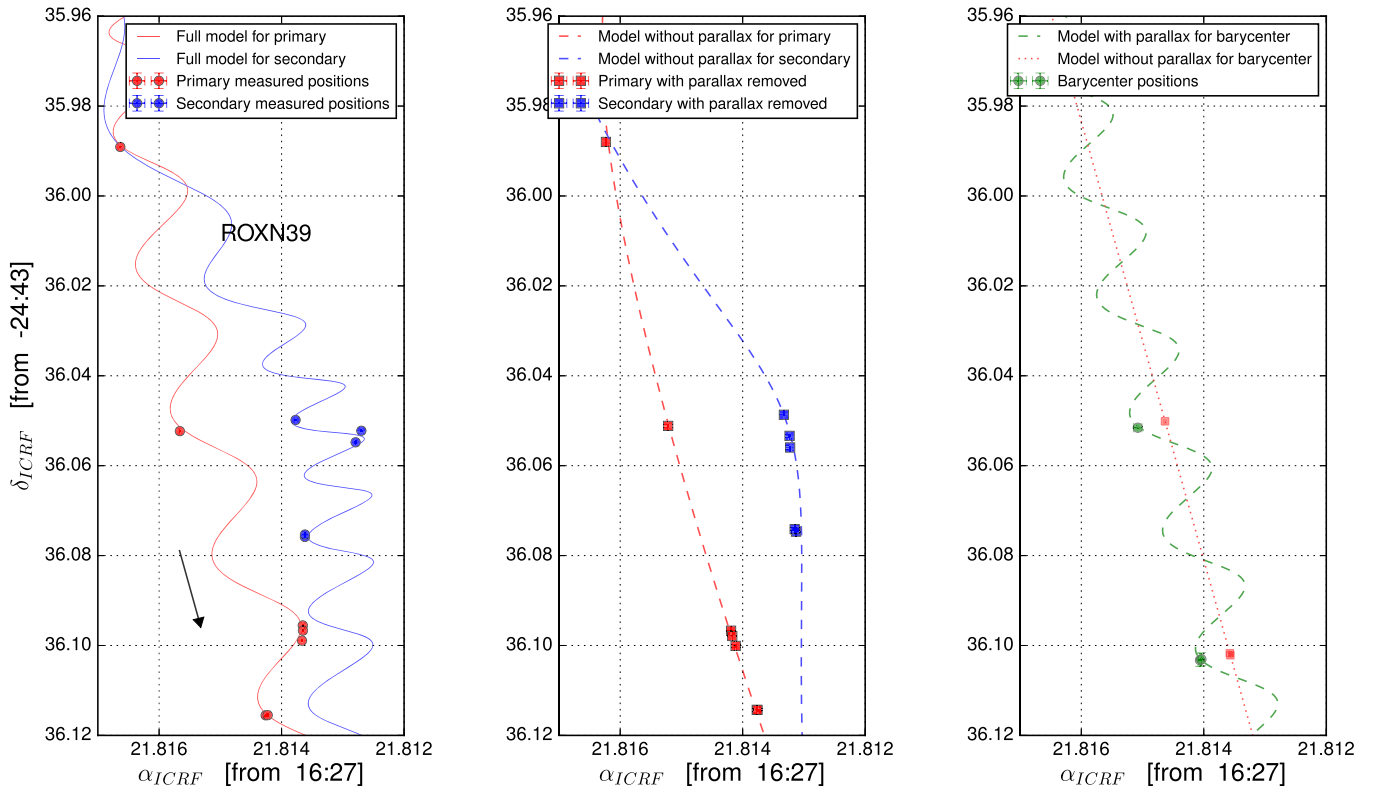 Full model for primary
Full model for secondary
Primary measured positions
Secondary measured positions
ROXN39
35.96
35.98
36.00
36.02
36.04
36.06
36.08
36.10
36.12
21.816
21.814
21.812
δICRF [from -24:43]
αICRF [from 16:27]
Model without parallax for primary
Model without parallax for secondary
Primary with parallax removed
Secondary with parallax removed
35.96
35.98
36.00
36.02
36.04
36.06
36.08
36.10
36.12
21.816
21.814
21.812
αICRF [from 16:27]
Model with parallax for barycenter
Model without parallax for barycenter
Barycenter positions
35.96
35.98
36.00
36.02
36.04
36.06
36.08
36.10
36.12
21.816
21.814
21.812
αICRF [from 16:27]